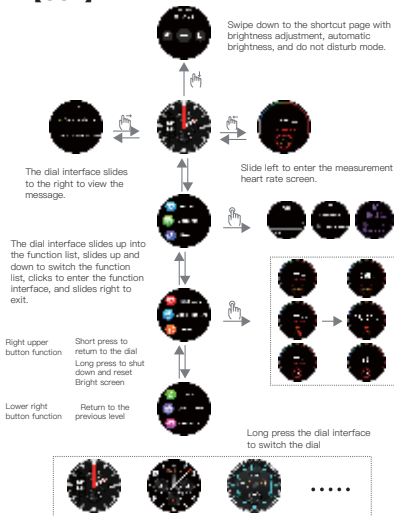 Swipe down to the shortcut page with
brightness adjustment, automatic
brightness, and do not disturb mode.
The dial interface slides
to the right to view the
message.
Slide left to enter the measurement
heart rate screen.
The dial interface slides up into
the function list, slides up and
down to switch the function
list, clicks to enter the function
interface, and slides right to
exit.
Right upper
button function
Short press to
return to the dial
Long press to shut
down and reset
Bright screen
Lower right
button function
Return to the
previous level
Long press the dial interface
to switch the dial